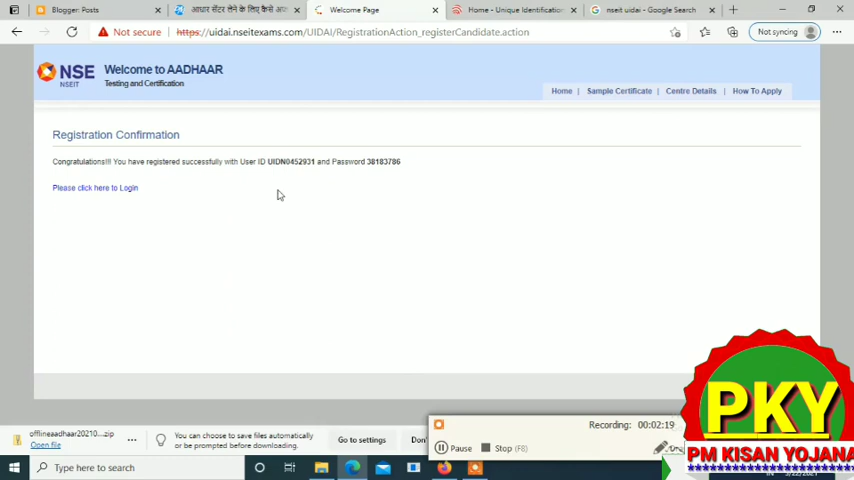 Blogger: Posts
आधार सेंटर लेने के लिए कैसे
Welcome Page
Home - Unique Identification
nseit uidai - Google Search
Not secure
https://uidai.nseitexams.com/UIDAI/RegistrationAction_registerCandidate.action
Not syncing
NSE
NSEIT
Welcome to AADHAAR
Testing and Certification
Home | Sample Certificate | Centre Details | How To Apply
Registration Confirmation
Congratulations!!! You have registered successfully with User ID UIDN0452931 and Password 38183786
Please click here to Login
offlineaadhaar20210....zip
Open file
You can choose to save files automatically
or be prompted before downloading.
Go to settings
Don'
Recording: 00:02:19
Pause
Stop (F8)
PKY
PM KISAN YOJANA
Type here to search